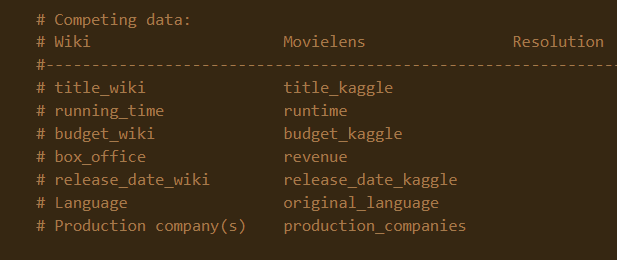 # Competing data:
# Wiki                     Movielens                Resolution
#--------------------------------------------------------------
# title_wiki               title_kaggle
# running_time             runtime
# budget_wiki              budget_kaggle
# box_office               revenue
# release_date_wiki        release_date_kaggle
# Language                 original_language
# Production company(s)    production_companies